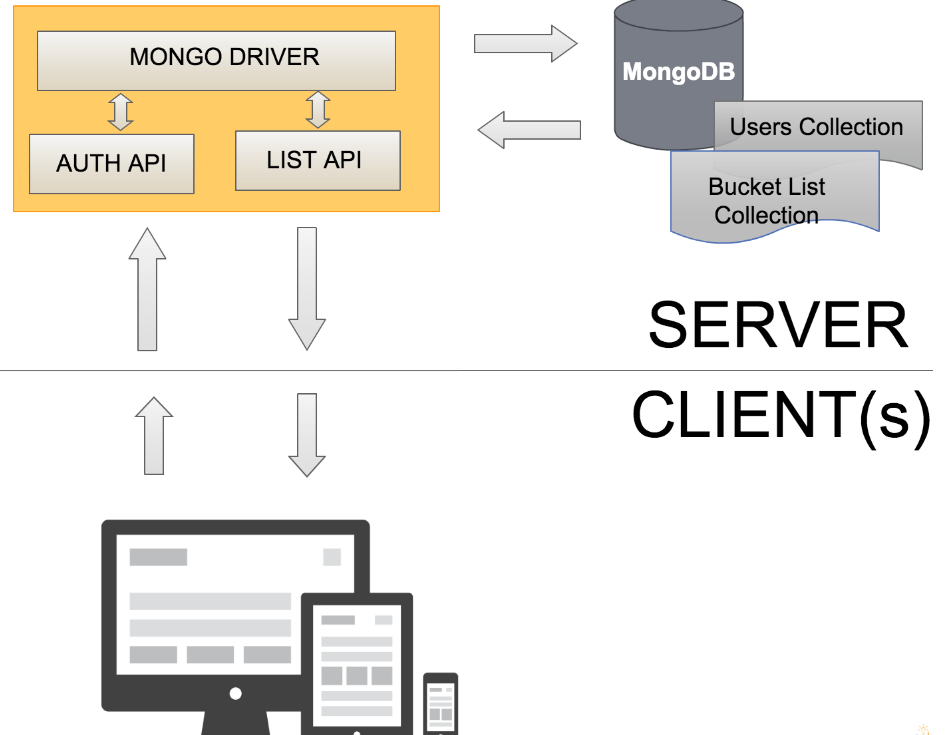 MONGO DRIVER
AUTH API
LIST API
MongoDB
Users Collection
Bucket List
Collection
SERVER
CLIENT(s)